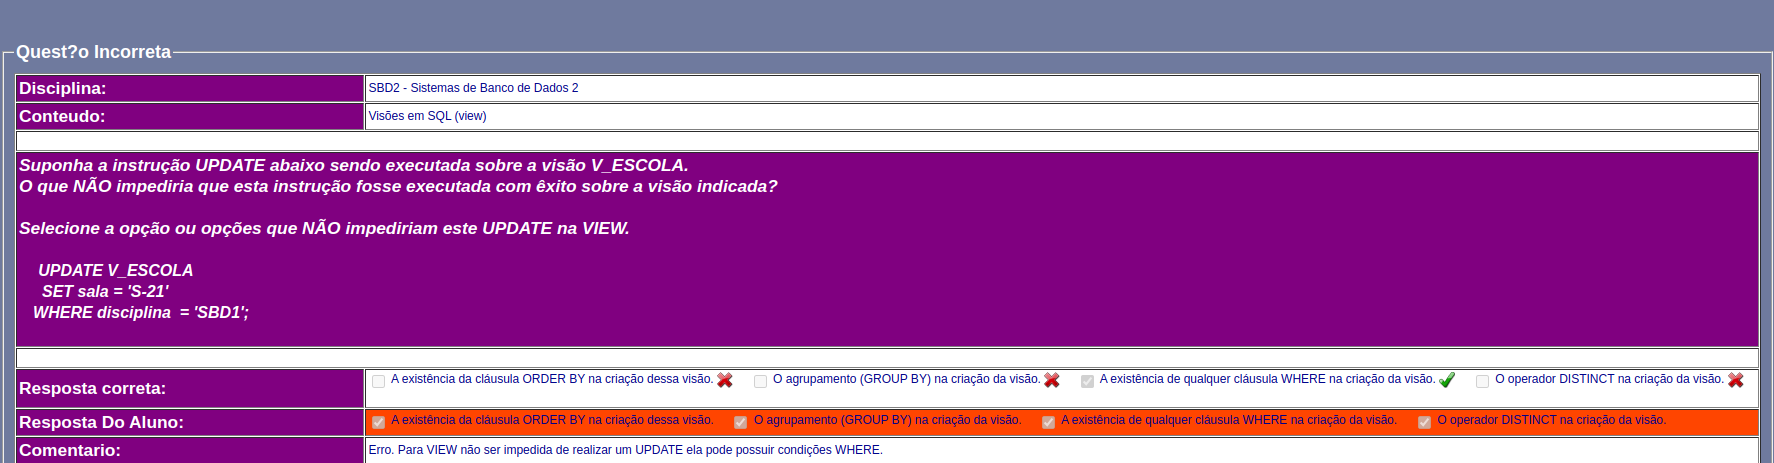 Quest?o Incorreta
Disciplina: SBD2 - Sistemas de Banco de Dados 2
Conteudo: Visões em SQL (view)
Suponha a instrução UPDATE abaixo sendo executada sobre a visão V_ESCOLA.
O que NÃO impediria que esta instrução fosse executada com êxito sobre a visão indicada?
Selecione a opção ou opções que NÃO impediriam este UPDATE na VIEW.
UPDATE V_ESCOLA
SET sala = 'S-21'
WHERE disciplina = 'SBD1';
Resposta correta: A existência da cláusula ORDER BY na criação dessa visão. O agrupamento (GROUP BY) na criação da visão. A existência de qualquer cláusula WHERE na criação da visão. O operador DISTINCT na criação da visão.
Resposta Do Aluno: A existência da cláusula ORDER BY na criação dessa visão. O agrupamento (GROUP BY) na criação da visão. A existência de qualquer cláusula WHERE na criação da visão. O operador DISTINCT na criação da visão.
Comentario: Erro. Para VIEW não ser impedida de realizar um UPDATE ela pode possuir condições WHERE.